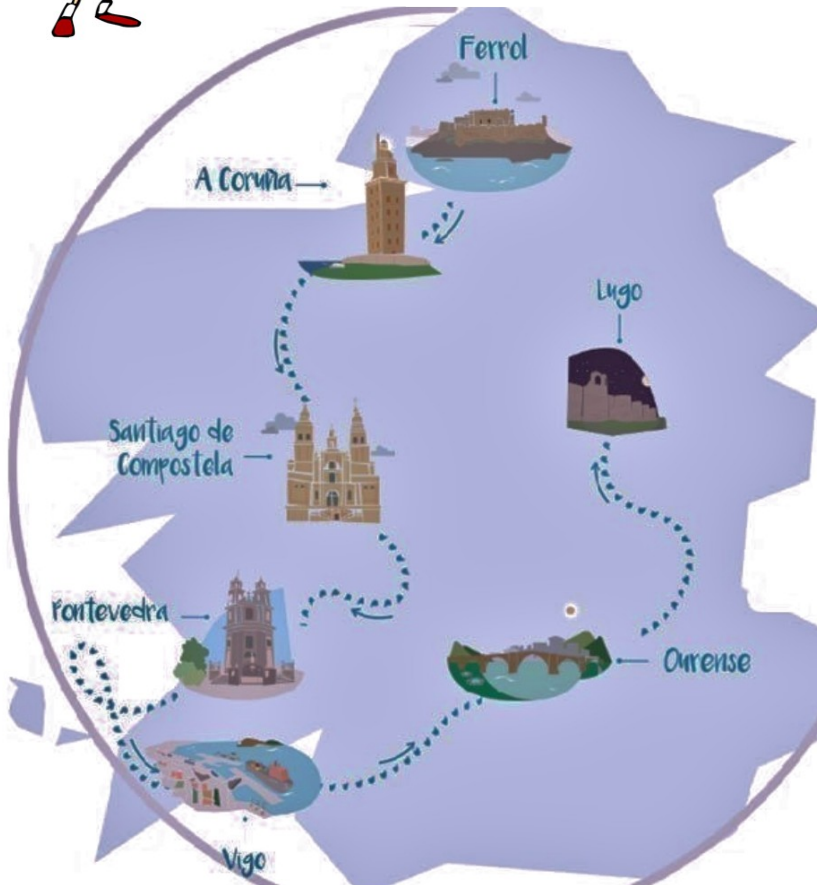 Ferrol
A Coruña
Lugo
Santiago de
Compostela
Pontevedra
Ourense
Vigo